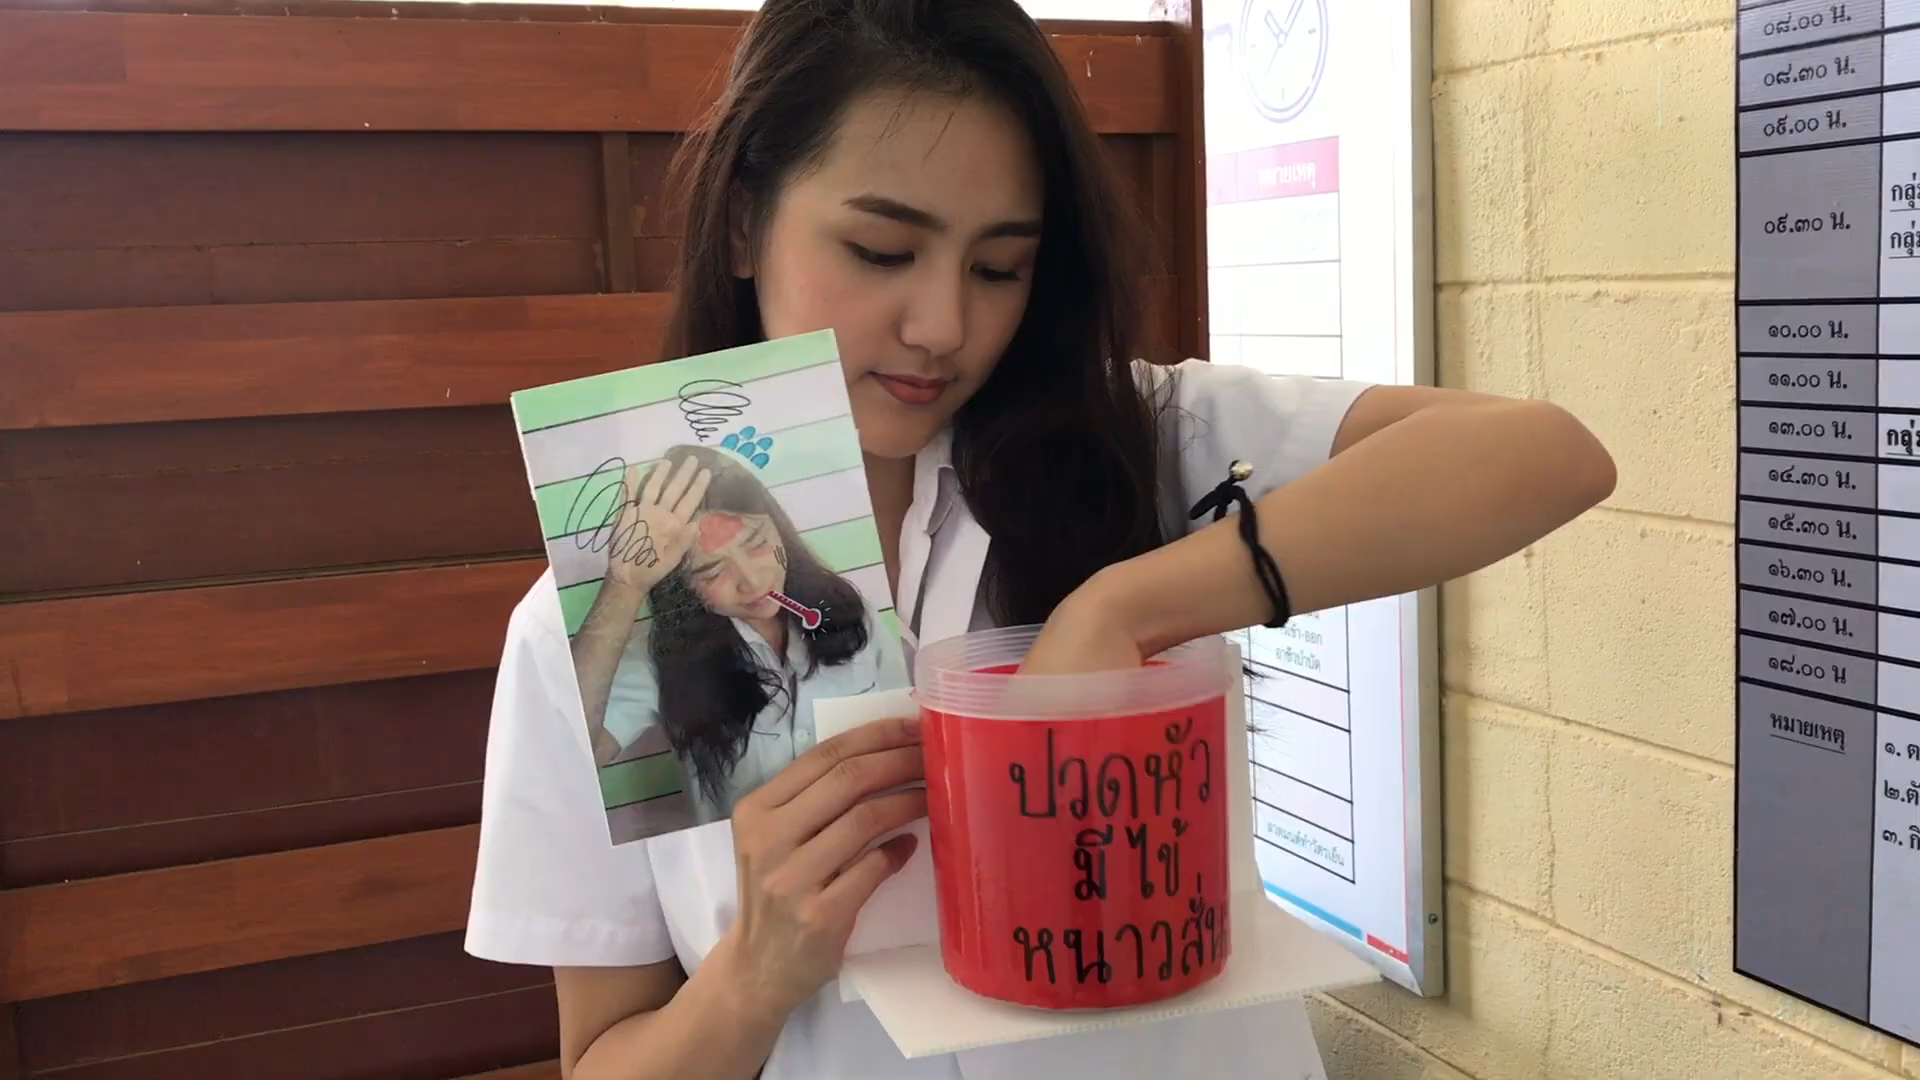 ปวดหัว
มีไข้
หนาวสั่น
หมายเหตุ
๐๘.๐๐ น.
๐๘.๓๐ น.
๐๙.๐๐ น.
๐๙.๓๐ น.
๑๐.๐๐ น.
๑๑.๐๐ น.
๑๓.๐๐ น.
๑๔.๓๐ น.
๑๕.๓๐ น.
๑๖.๓๐ น.
๑๗.๐๐ น.
๑๘.๐๐ น
หมายเหตุ
๑.
๒.
๓.